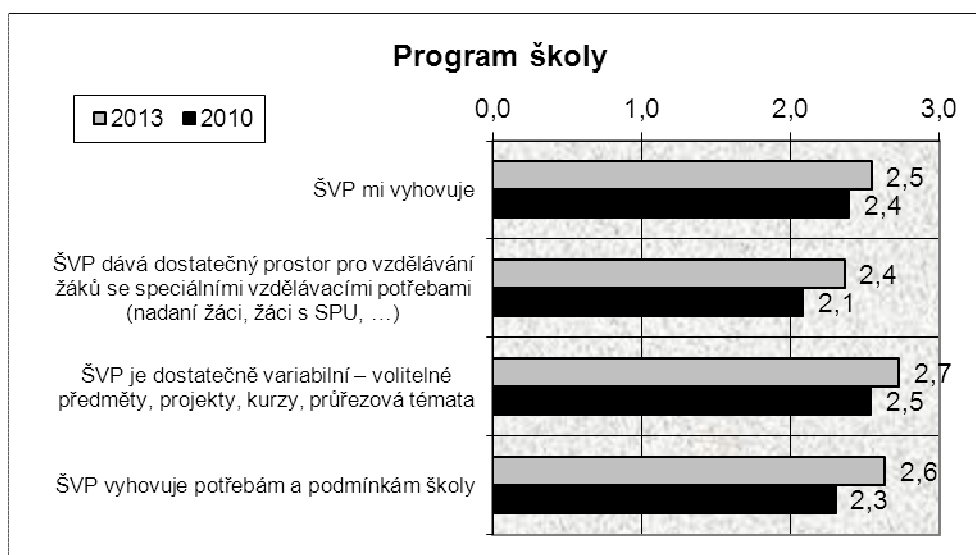 Program školy
2013 2010
0,0 1,0 2,0 3,0
ŠVP mi vyhovuje
2,5
2,4
ŠVP dává dostatečný prostor pro vzdělávání
žáků se speciálními vzdělávacími potřebami
(nadaní žáci, žáci s SPU, …)
2,4
2,1
ŠVP je dostatečně variabilní – volitelné
předměty, projekty, kurzy, průřezová témata
2,7
2,5
ŠVP vyhovuje potřebám a podmínkám školy
2,6
2,3